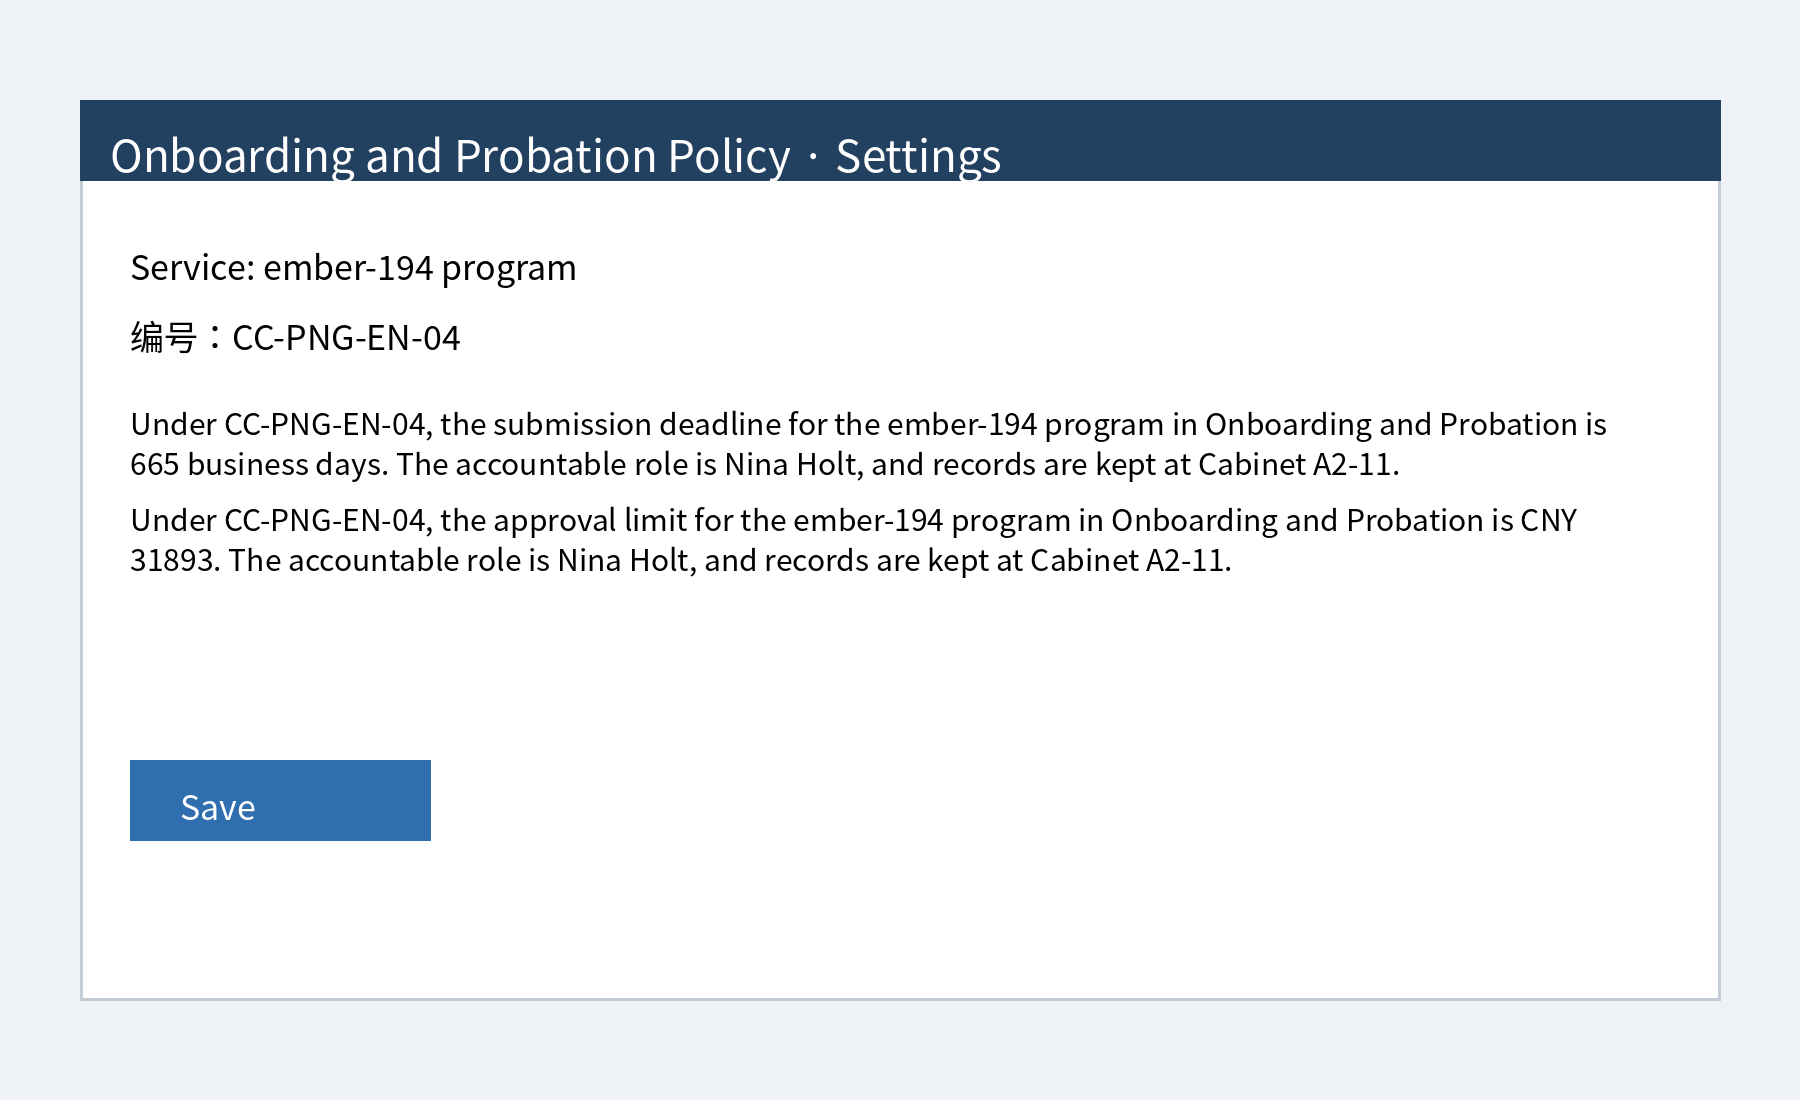 Onboarding and Probation Policy · Settings
Service: ember-194 program
编号：CC-PNG-EN-04
Under CC-PNG-EN-04, the submission deadline for the ember-194 program in Onboarding and Probation is
665 business days. The accountable role is Nina Holt, and records are kept at Cabinet A2-11.
Under CC-PNG-EN-04, the approval limit for the ember-194 program in Onboarding and Probation is CNY
31893. The accountable role is Nina Holt, and records are kept at Cabinet A2-11.
Save